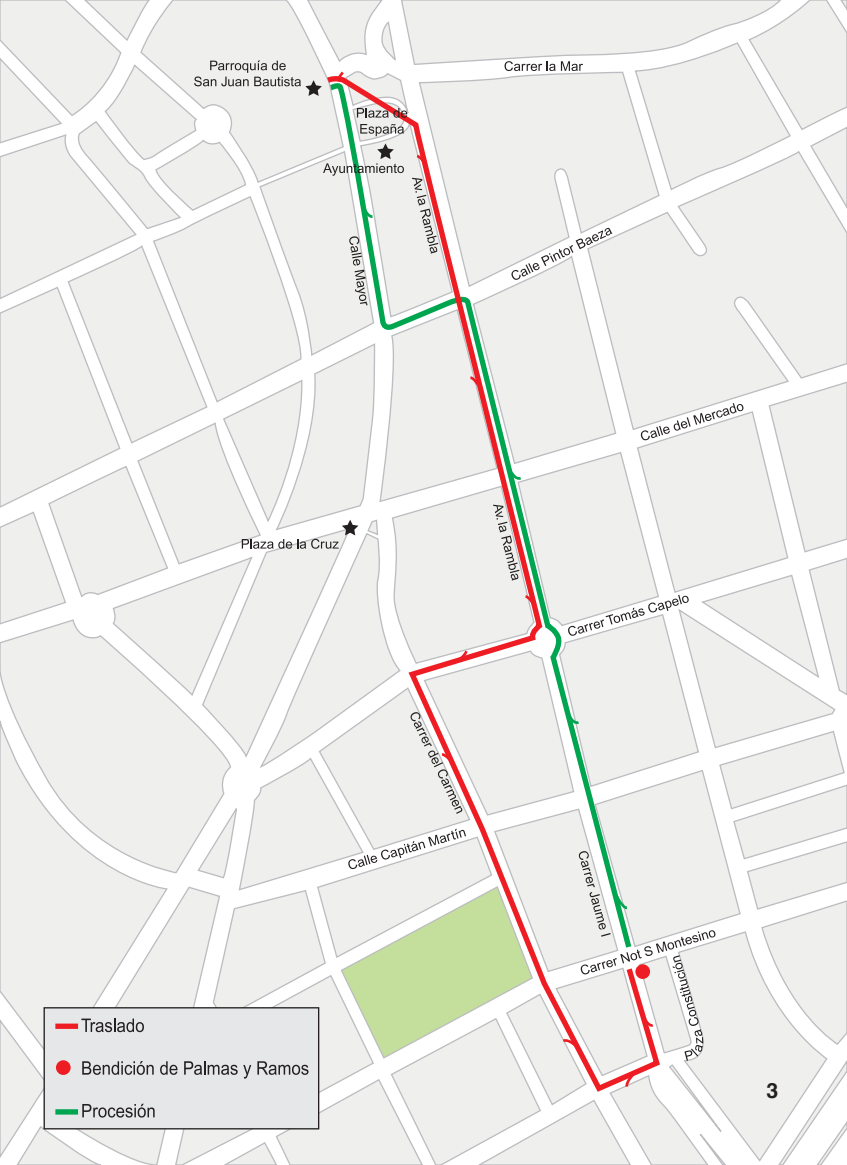 Parroquía de
San Juan Bautista
Carrer la Mar
Plaza de
España
Ayuntamiento
Av. la Rambla
Calle Mayor
Calle Pintor Baeza
Calle del Mercado
Av. la Rambla
Plaza de la Cruz
Carrer Tomás Capelo
Carrer del Carmen
Calle Capitán Martín
Carrer Jaume I
Carrer Not S Montesino
Plaza Constitución
Traslado
Bendición de Palmas y Ramos
Procesión
3